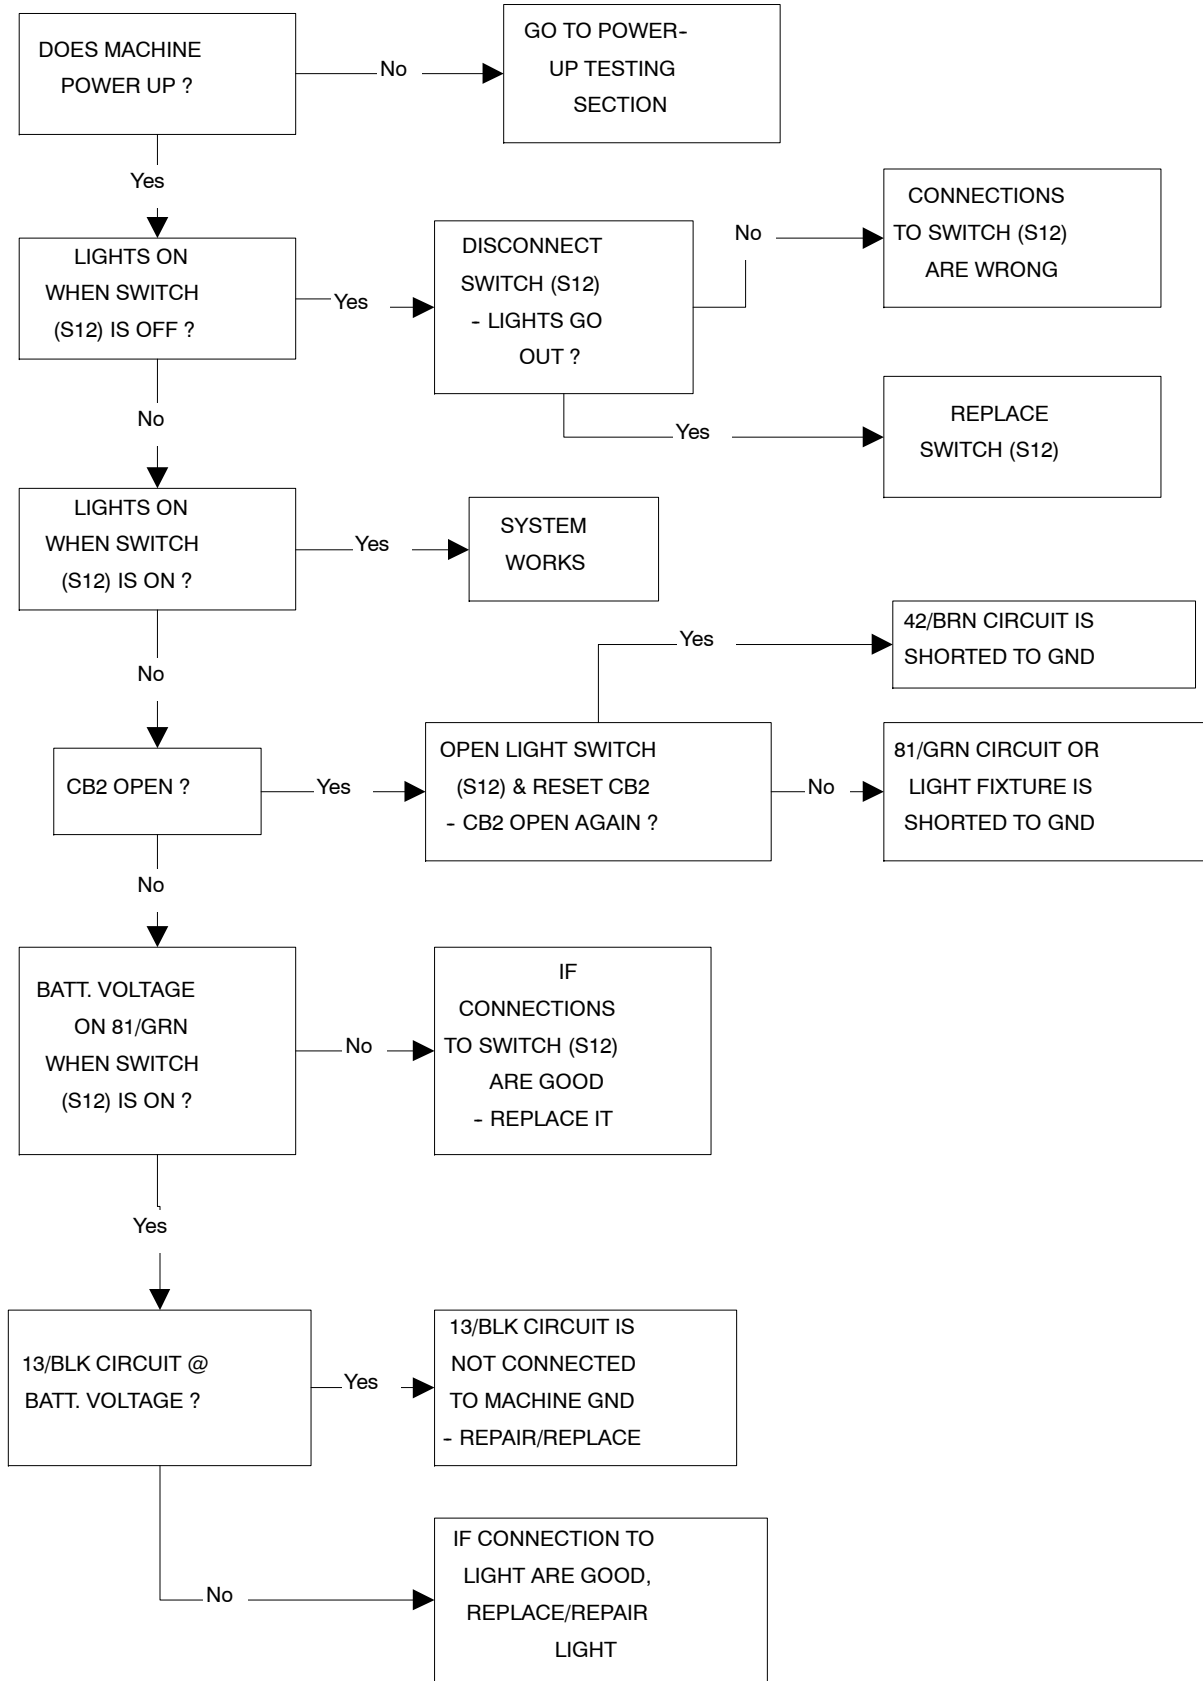 DOES MACHINE
POWER UP ?
No
GO TO POWER-
UP TESTING
SECTION
Yes
LIGHTS ON
WHEN SWITCH
(S12) IS OFF ?
Yes
DISCONNECT
SWITCH (S12)
- LIGHTS GO
OUT ?
No
CONNECTIONS
TO SWITCH (S12)
ARE WRONG
Yes
REPLACE
SWITCH (S12)
No
LIGHTS ON
WHEN SWITCH
(S12) IS ON ?
Yes
SYSTEM
WORKS
No
CB2 OPEN ?
Yes
OPEN LIGHT SWITCH
(S12) & RESET CB2
- CB2 OPEN AGAIN ?
Yes
42/BRN CIRCUIT IS
SHORTED TO GND
No
81/GRN CIRCUIT OR
LIGHT FIXTURE IS
SHORTED TO GND
No
BATT. VOLTAGE
ON 81/GRN
WHEN SWITCH
(S12) IS ON ?
No
IF
CONNECTIONS
TO SWITCH (S12)
ARE GOOD
- REPLACE IT
Yes
13/BLK CIRCUIT @
BATT. VOLTAGE ?
Yes
13/BLK CIRCUIT IS
NOT CONNECTED
TO MACHINE GND
- REPAIR/REPLACE
No
IF CONNECTION TO
LIGHT ARE GOOD,
REPLACE/REPAIR
LIGHT